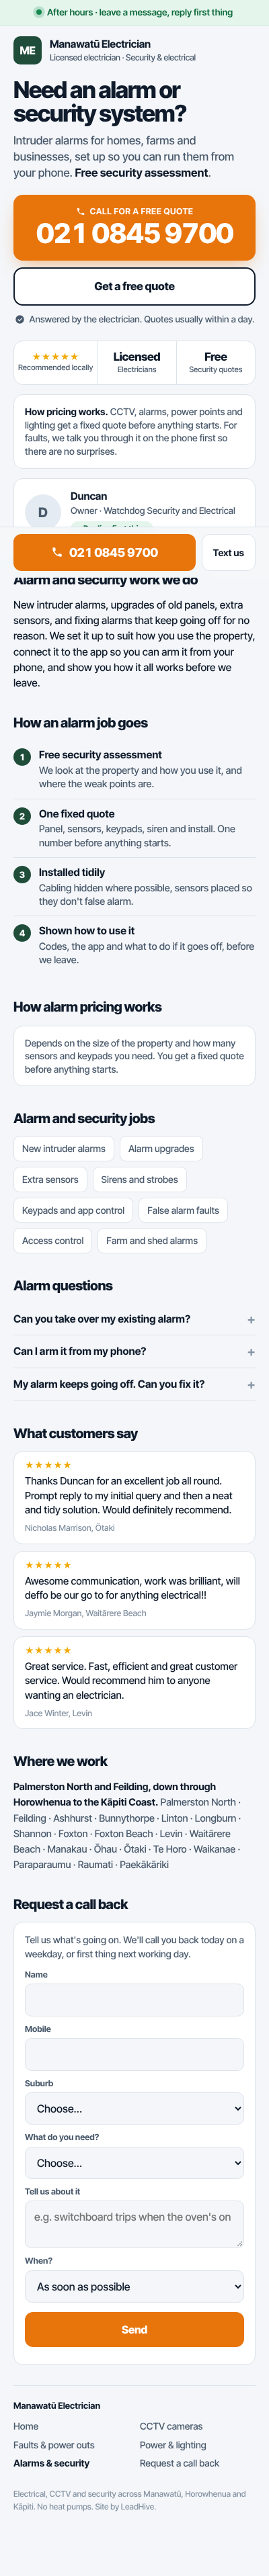 After hours · leave a message, reply first thing
ME
Manawatū Electrician
Licensed electrician · Security & electrical
Need an alarm or
security system?
Intruder alarms for homes, farms and
businesses, set up so you can run them from
your phone. Free security assessment.
CALL FOR A FREE QUOTE
021 0845 9700
Get a free quote
Answered by the electrician. Quotes usually within a day.
★★★★★
Recommended locally
Licensed
Electricians
Free
Security quotes
How pricing works. CCTV, alarms, power points and
lighting get a fixed quote before anything starts. For
faults, we talk you through it on the phone first so
there are no surprises.
D
Duncan
Owner · Watchdog Security and Electrical
021 0845 9700
Text us
Alarm and security work we do
New intruder alarms, upgrades of old panels, extra
sensors, and fixing alarms that keep going off for no
reason. We set it up to suit how you use the property,
connect it to the app so you can arm it from your
phone, and show you how it all works before we
leave.
How an alarm job goes
1
Free security assessment
We look at the property and how you use it, and
where the weak points are.
2
One fixed quote
Panel, sensors, keypads, siren and install. One
number before anything starts.
3
Installed tidily
Cabling hidden where possible, sensors placed so
they don't false alarm.
4
Shown how to use it
Codes, the app and what to do if it goes off, before
we leave.
How alarm pricing works
Depends on the size of the property and how many
sensors and keypads you need. You get a fixed quote
before anything starts.
Alarm and security jobs
New intruder alarms
Alarm upgrades
Extra sensors
Sirens and strobes
Keypads and app control
False alarm faults
Access control
Farm and shed alarms
Alarm questions
Can you take over my existing alarm? +
Can I arm it from my phone? +
My alarm keeps going off. Can you fix it? +
What customers say
★★★★★
Thanks Duncan for an excellent job all round.
Prompt reply to my initial query and then a neat
and tidy solution. Would definitely recommend.
Nicholas Marrison, Ōtaki
★★★★★
Awesome communication, work was brilliant, will
deffo be our go to for anything electrical!!
Jaymie Morgan, Waitārere Beach
★★★★★
Great service. Fast, efficient and great customer
service. Would recommend him to anyone
wanting an electrician.
Jace Winter, Levin
Where we work
Palmerston North and Feilding, down through
Horowhenua to the Kāpiti Coast. Palmerston North ·
Feilding · Ashhurst · Bunnythorpe · Linton · Longburn ·
Shannon · Foxton · Foxton Beach · Levin · Waitārere
Beach · Manakau · Ōhau · Ōtaki · Te Horo · Waikanae ·
Paraparaumu · Raumati · Paekākāriki
Request a call back
Tell us what's going on. We'll call you back today on a
weekday, or first thing next working day.
Name
Mobile
Suburb
Choose...
What do you need?
Choose...
Tell us about it
e.g. switchboard trips when the oven's on
When?
As soon as possible
Send
Manawatū Electrician
Home
CCTV cameras
Faults & power outs
Power & lighting
Alarms & security
Request a call back
Electrical, CCTV and security across Manawatū, Horowhenua and
Kāpiti. No heat pumps. Site by LeadHive.